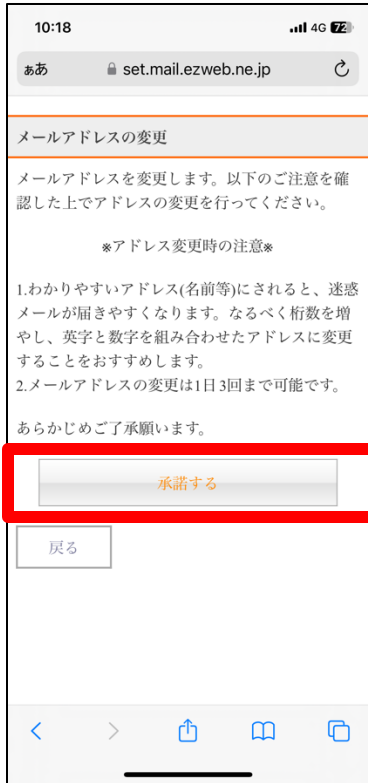 10:18 4G 72
ぁあ set.mail.ezweb.ne.jp
メールアドレスの変更
メールアドレスを変更します。以下のご注意を確
認した上でアドレスの変更を行ってください。
※アドレス変更時の注意※
1.わかりやすいアドレス(名前等)にされると、迷惑
メールが届きやすくなります。なるべく桁数を増
やし、英字と数字を組み合わせたアドレスに変更
することをおすすめします。
2.メールアドレスの変更は1日3回まで可能です。
あらかじめご了承願います。
承諾する
戻る